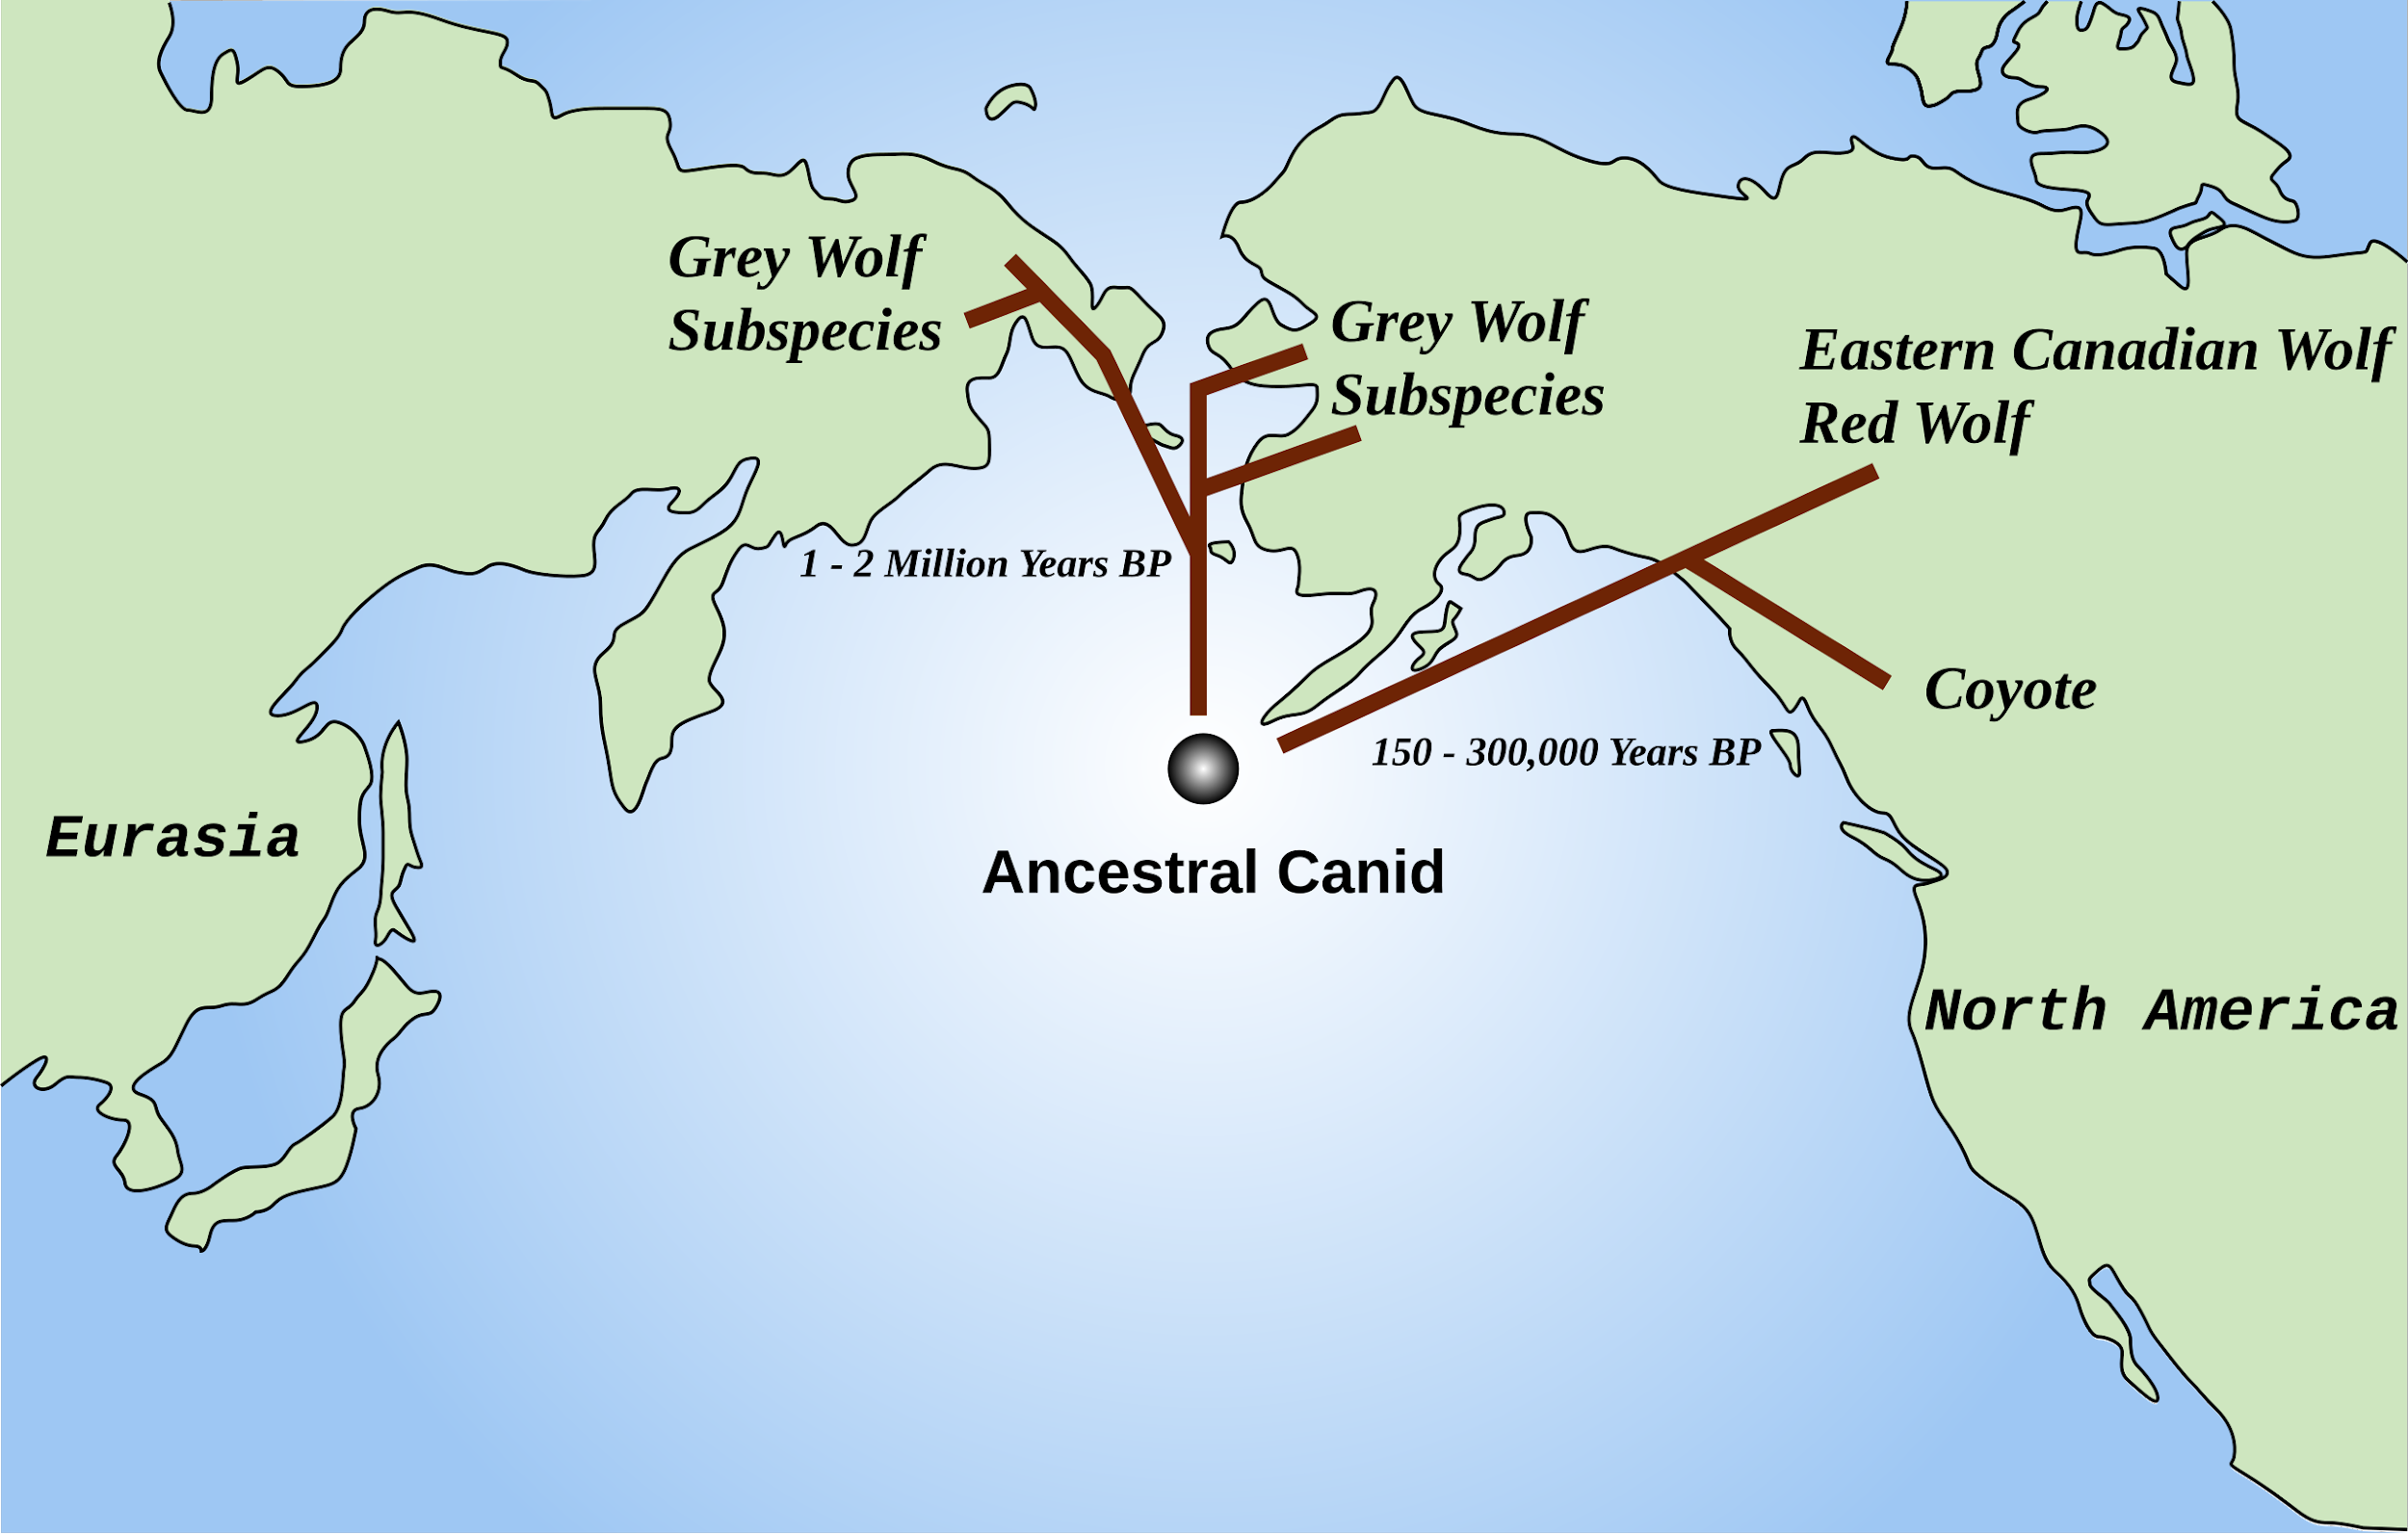 Grey Wolf
Subspecies
Grey Wolf
Subspecies
Eastern Canadian Wolf
Red Wolf
1 - 2 Million Years BP
Coyote
150 - 300,000 Years BP
Eurasia
Ancestral Canid
North America